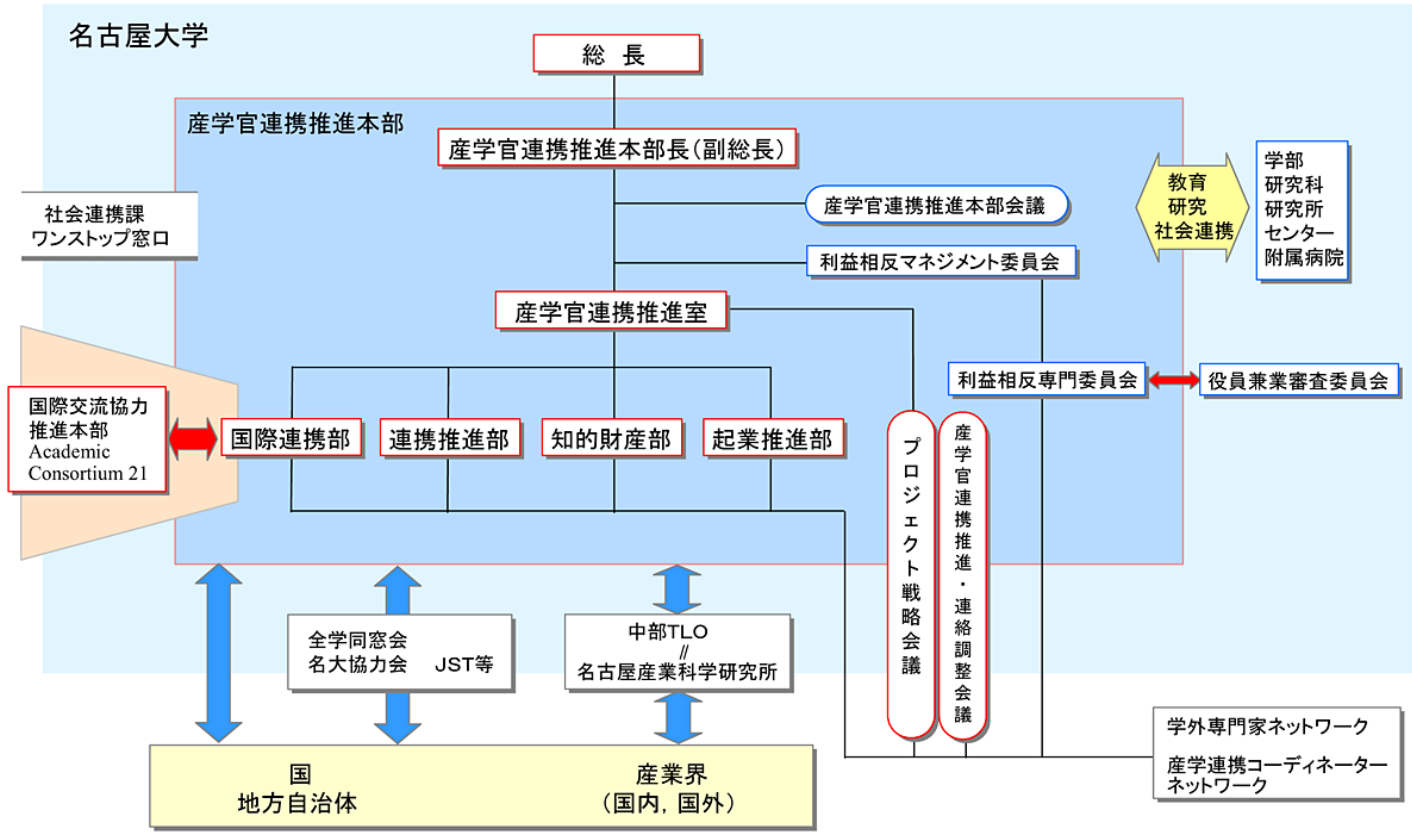 名古屋大学
総 長
産学官連携推進本部
産学官連携推進本部長(副総長)
社会連携課
ワンストップ窓口
産学官連携推進本部会議
教育
研究
社会連携
学部
研究科
研究所
センター
附属病院
利益相反マネジメント委員会
産学官連携推進室
利益相反専門委員会
役員兼業審査委員会
国際交流協力
推進本部
Academic
Consortium 21
国際連携部
連携推進部
知的財産部
起業推進部
プロジェクト戦略会議
産学官連携推進・連絡調整会議
全学同窓会
名大協力会 JST等
中部TLO
//
名古屋産業科学研究所
学外専門家ネットワーク
産学連携コーディネーター
ネットワーク
国
地方自治体
産業界
(国内,国外)